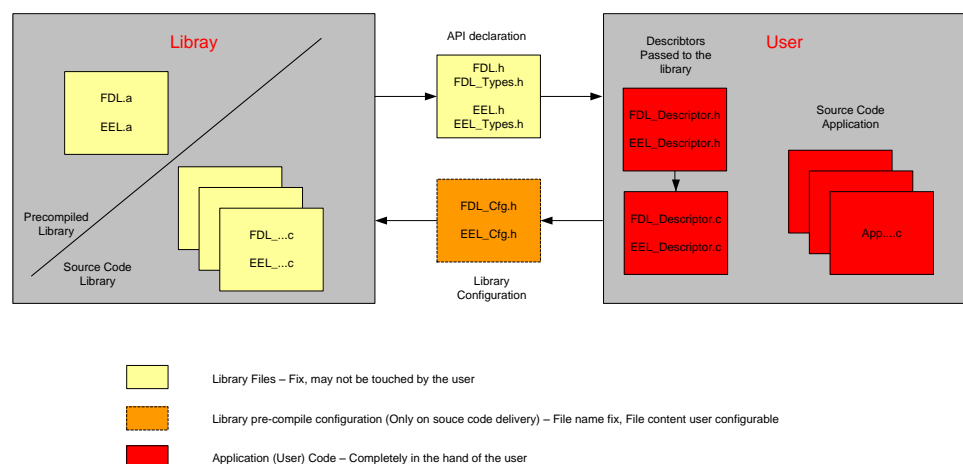 Libray
FDL.a
EEL.a
Precompiled
Library
Source Code
Library
FDL_...c
EEL_...c
API declaration
FDL.h
FDL_Types.h
EEL.h
EEL_Types.h
FDL_Cfg.h
EEL_Cfg.h
Library
Configuration
User
Describtors
Passed to the
library
FDL_Descriptor.h
EEL_Descriptor.h
FDL_Descriptor.c
EEL_Descriptor.c
Source Code
Application
App....c
Library Files – Fix, may not be touched by the user
Library pre-compile configuration (Only on souce code delivery) – File name fix, File content user configurable
Application (User) Code – Completely in the hand of the user